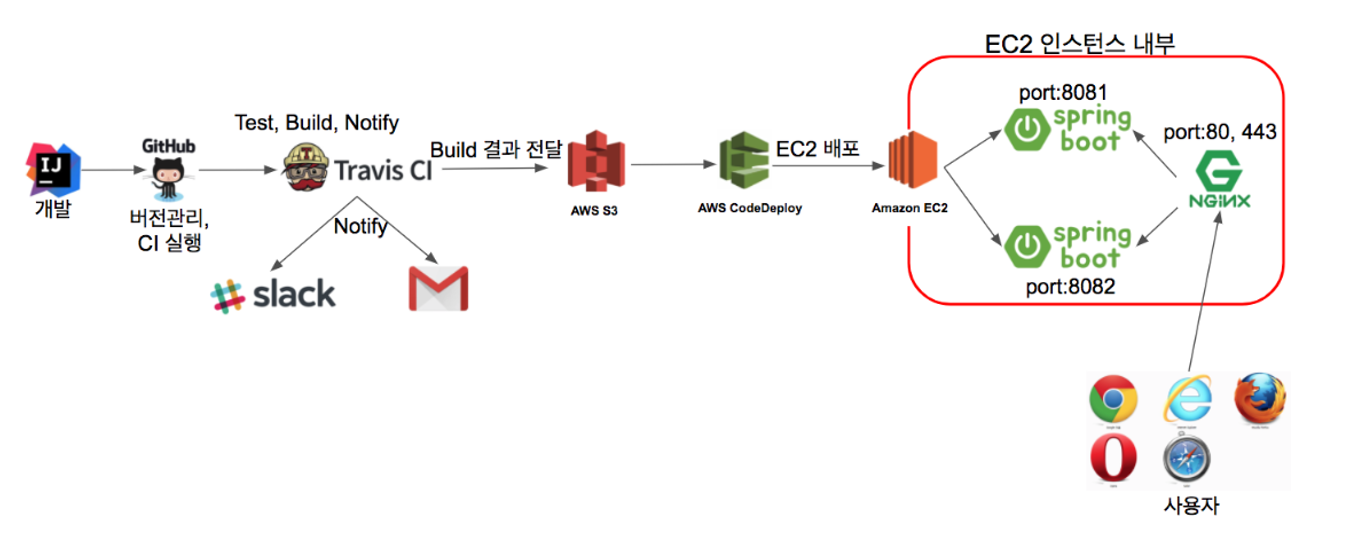 EC2 인스턴스 내부
port:8081
spring
boot
port:80, 443
NGINX
Test, Build, Notify
GitHub
IJ
Travis CI
Build 결과 전달
EC2 배포
개발
버전관리,
CI 실행
AWS S3
AWS CodeDeploy
Amazon EC2
Notify
slack
spring
boot
port:8082
사용자